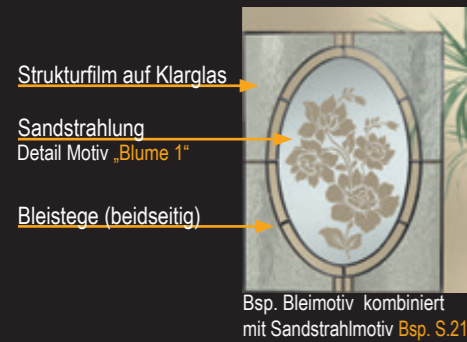 Strukturfilm auf Klarglas
Sandstrahlung
Detail Motiv „Blume 1“
Bleistege (beidseitig)
Bsp. Bleimotiv kombiniert
mit Sandstrahlmotiv Bsp. S.21